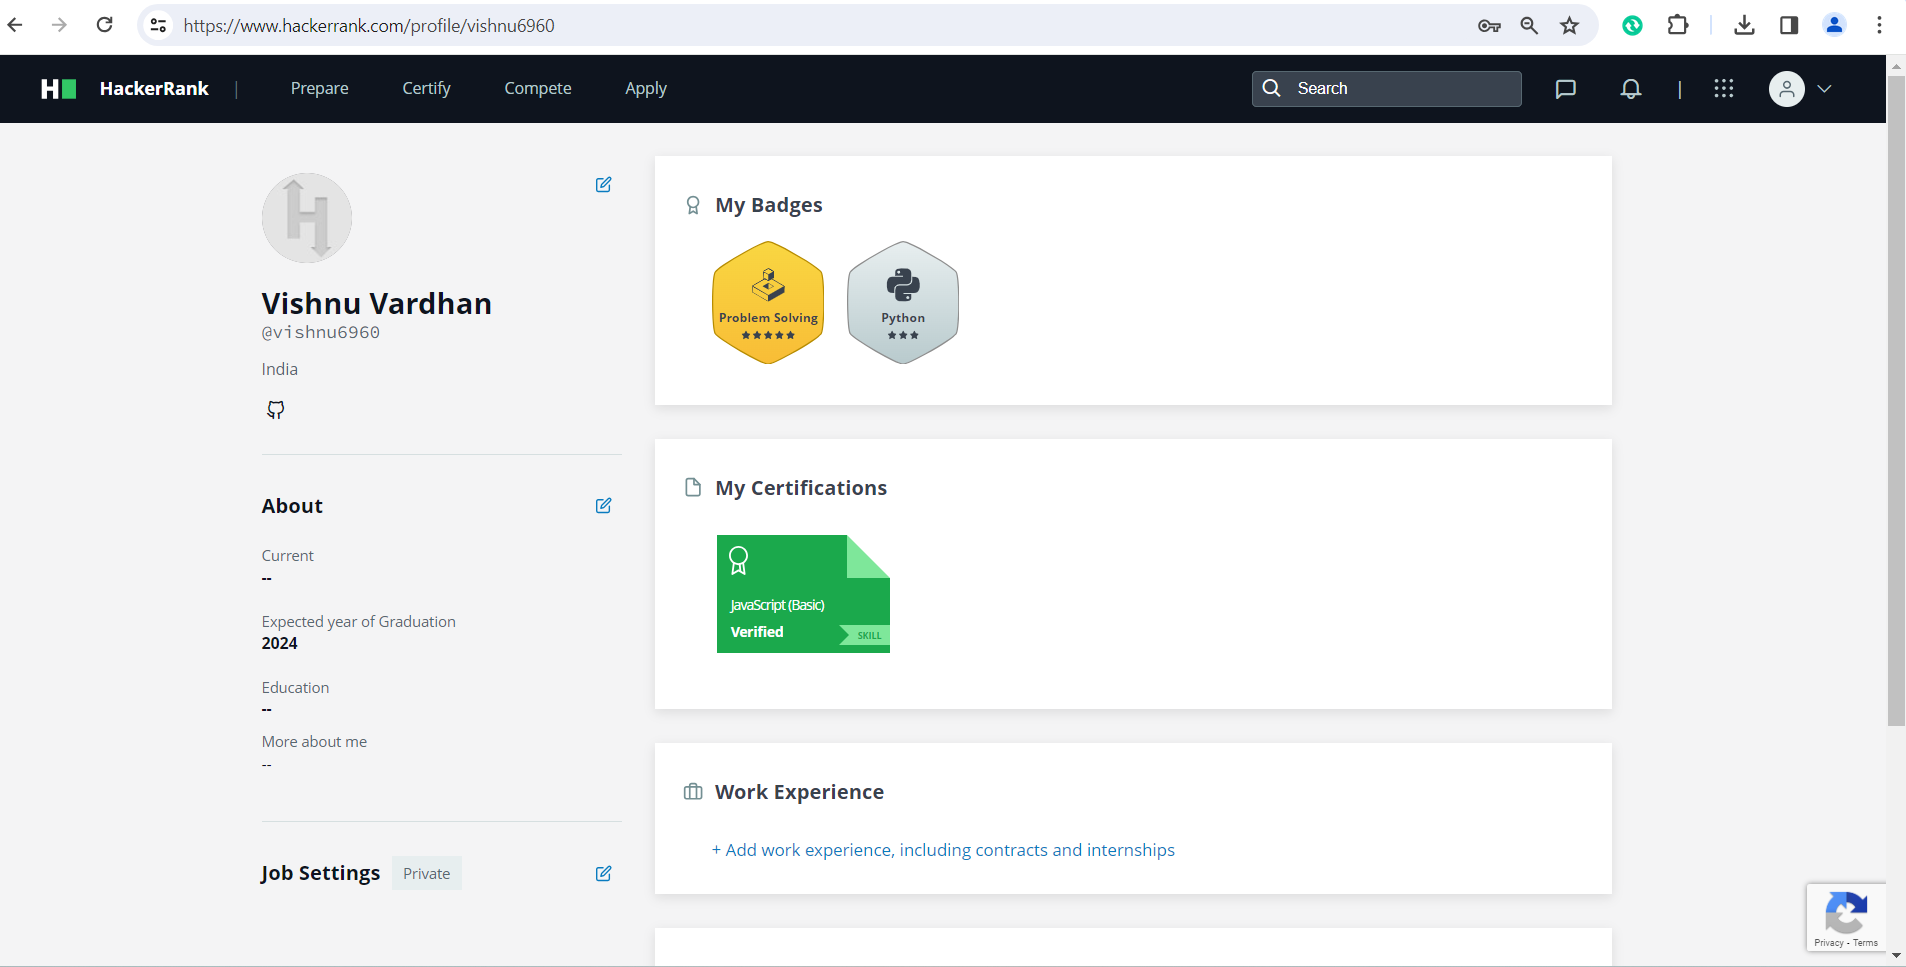 https://www.hackerrank.com/profile/vishnu6960
HackerRank | Prepare Certify Compete Apply Search |
Vishnu Vardhan
@vishnu6960
India
About
Current
--
Expected year of Graduation
2024
Education
--
More about me
--
Job Settings Private
My Badges
Problem Solving
Python
My Certifications
JavaScript (Basic)
Verified
SKILL
Work Experience
+ Add work experience, including contracts and internships
Privacy - Terms